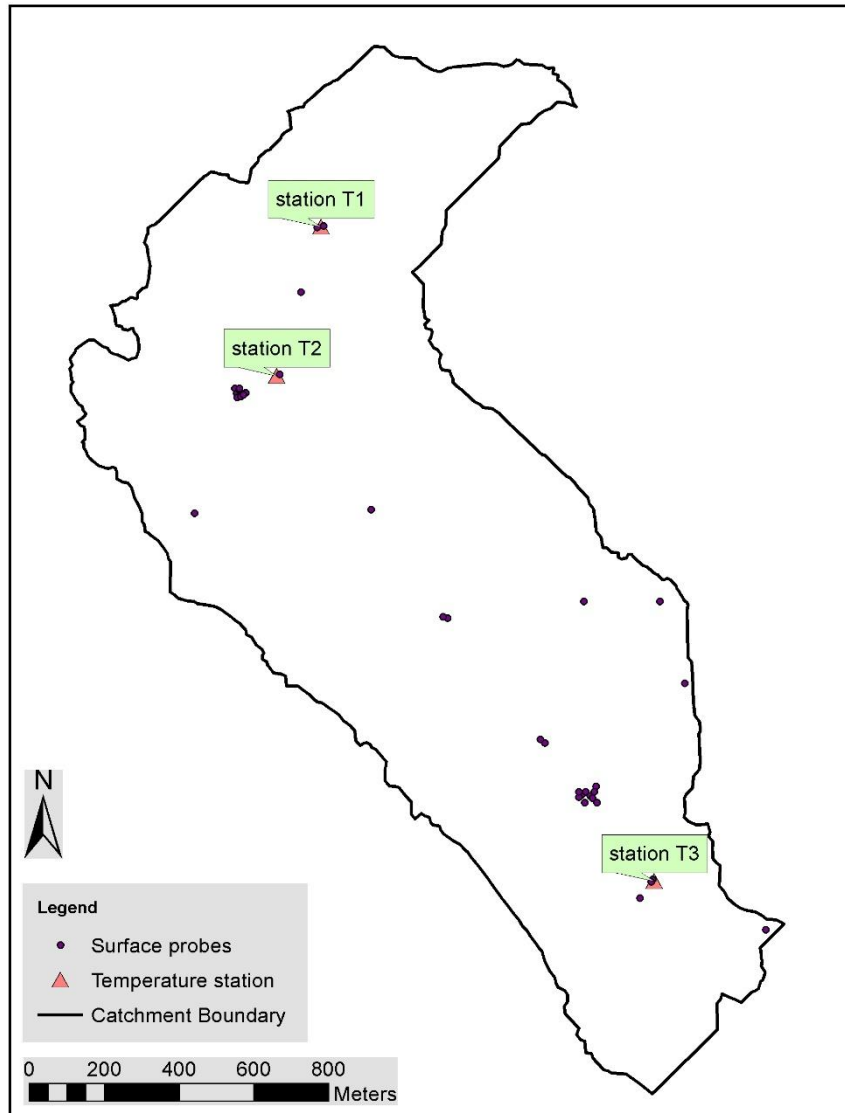 station T1
station T2
station T3
N
Legend
Surface probes
Temperature station
Catchment Boundary
0 200 400 600 800
Meters